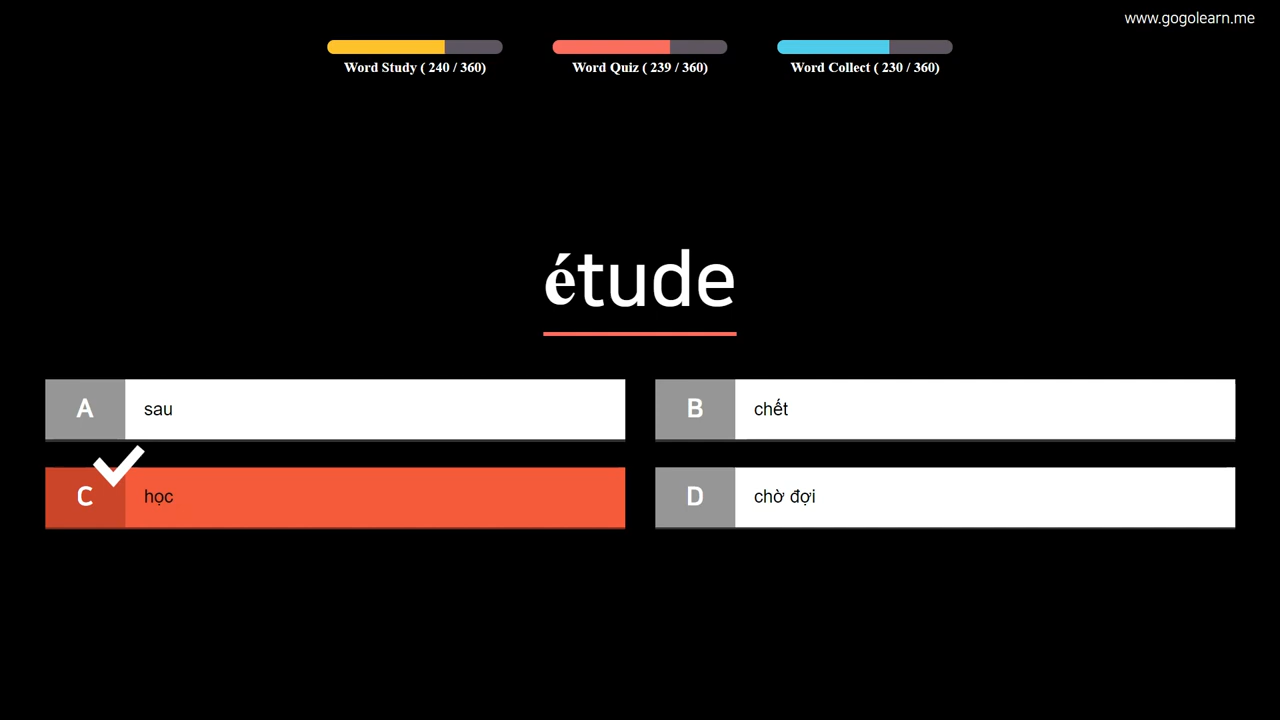 www.gogolearn.me
Word Study ( 240 / 360)
Word Quiz ( 239 / 360)
Word Collect ( 230 / 360)
étude
A
sau
B
chết
C
học
D
chờ đợi